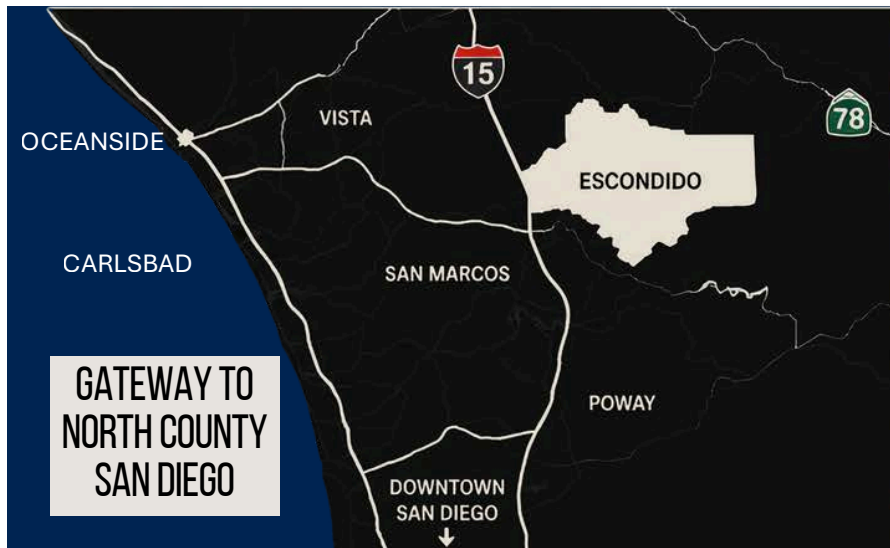 15
78
VISTA
OCEANSIDE
ESCONDIDO
CARLSBAD
SAN MARCOS
GATEWAY TO
NORTH COUNTY
SAN DIEGO
POWAY
DOWNTOWN
SAN DIEGO